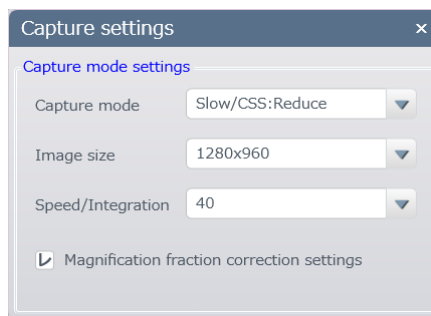 Capture settings
Capture mode settings
Capture mode Slow/CSS:Reduce
Image size 1280x960
Speed/Integration 40
Magnification fraction correction settings